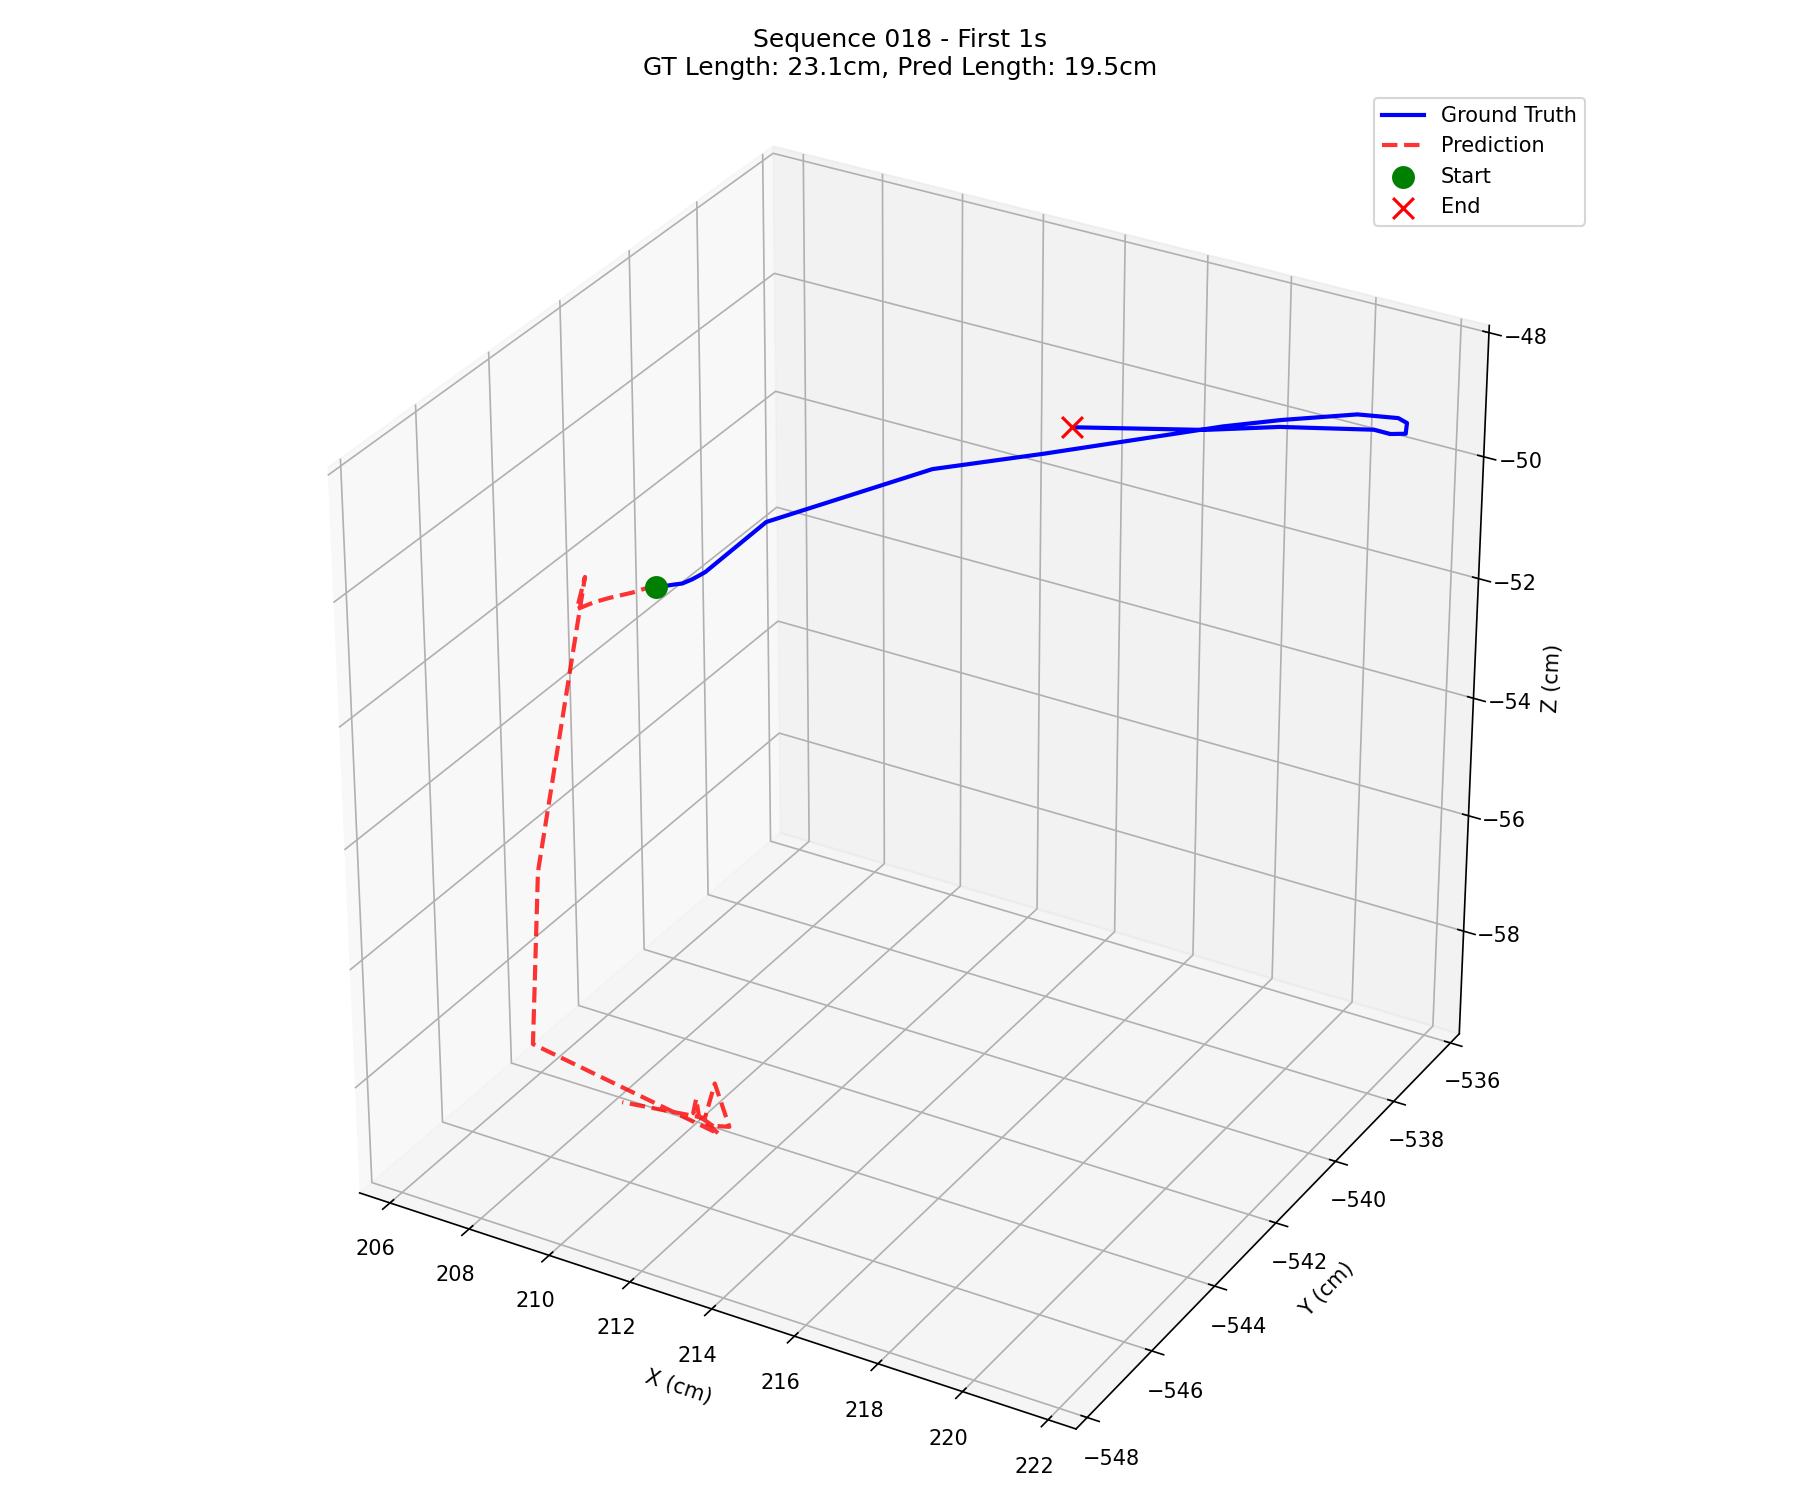 Sequence 018 - First 1s
GT Length: 23.1cm, Pred Length: 19.5cm
Ground Truth
Prediction
Start
End
−48
−50
−52
−54
−56
−58
Z (cm)
−536
−538
−540
−542
−544
−546
−548
Y (cm)
206
208
210
212
214
216
218
220
222
X (cm)